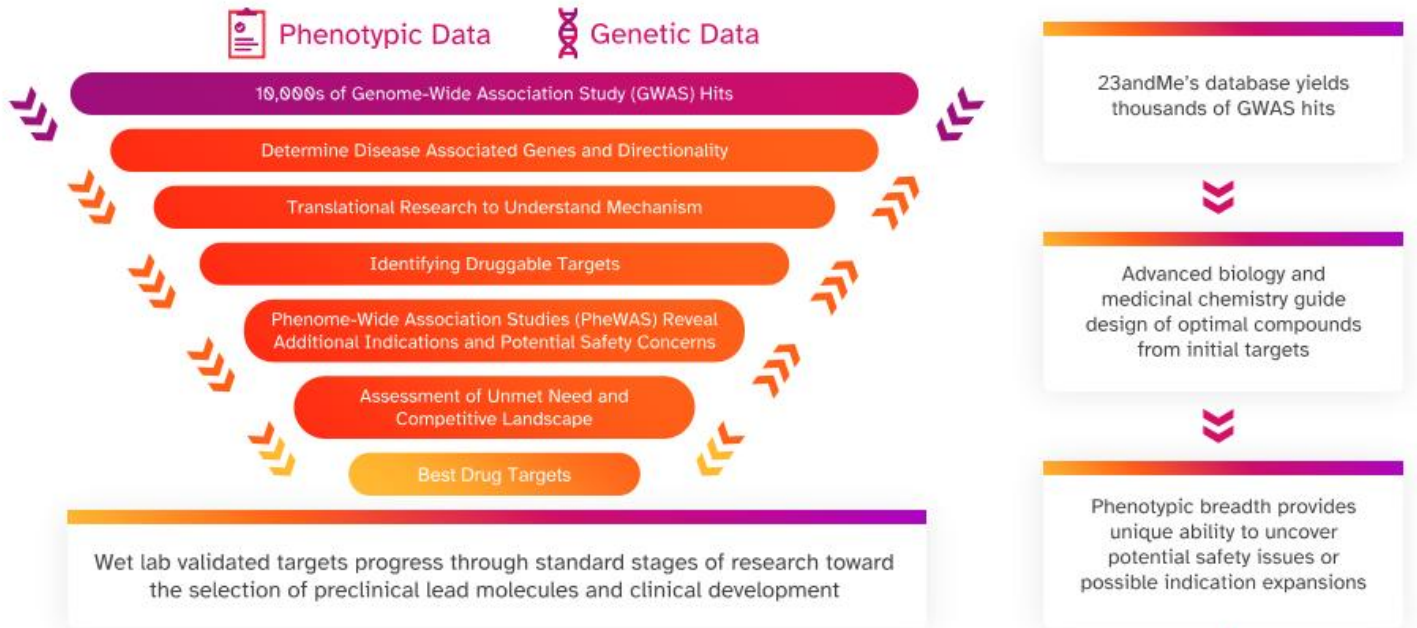 Phenotypic Data
Genetic Data
10,000s of Genome-Wide Association Study (GWAS) Hits
Determine Disease Associated Genes and Directionality
Translational Research to Understand Mechanism
Identifying Druggable Targets
Phenome-Wide Association Studies (PheWAS) Reveal
Additional Indications and Potential Safety Concerns
Assessment of Unmet Need and
Competitive Landscape
Best Drug Targets
Wet lab validated targets progress through standard stages of research toward
the selection of preclinical lead molecules and clinical development
23andMe's database yields
thousands of GWAS hits
Advanced biology and
medicinal chemistry guide
design of optimal compounds
from initial targets
Phenotypic breadth provides
unique ability to uncover
potential safety issues or
possible indication expansions